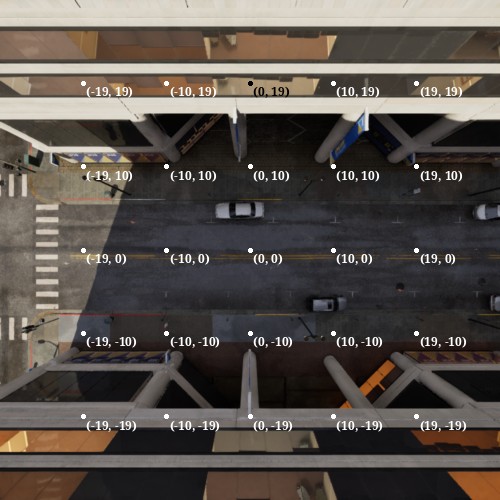 (-19, 19) (-10, 19) (0, 19) (10, 19) (19, 19)
(-19, 10) (-10, 10) (0, 10) (10, 10) (19, 10)
(-19, 0) (-10, 0) (0, 0) (10, 0) (19, 0)
(-19, -10) (-10, -10) (0, -10) (10, -10) (19, -10)
(-19, -19) (-10, -19) (0, -19) (10, -19) (19, -19)